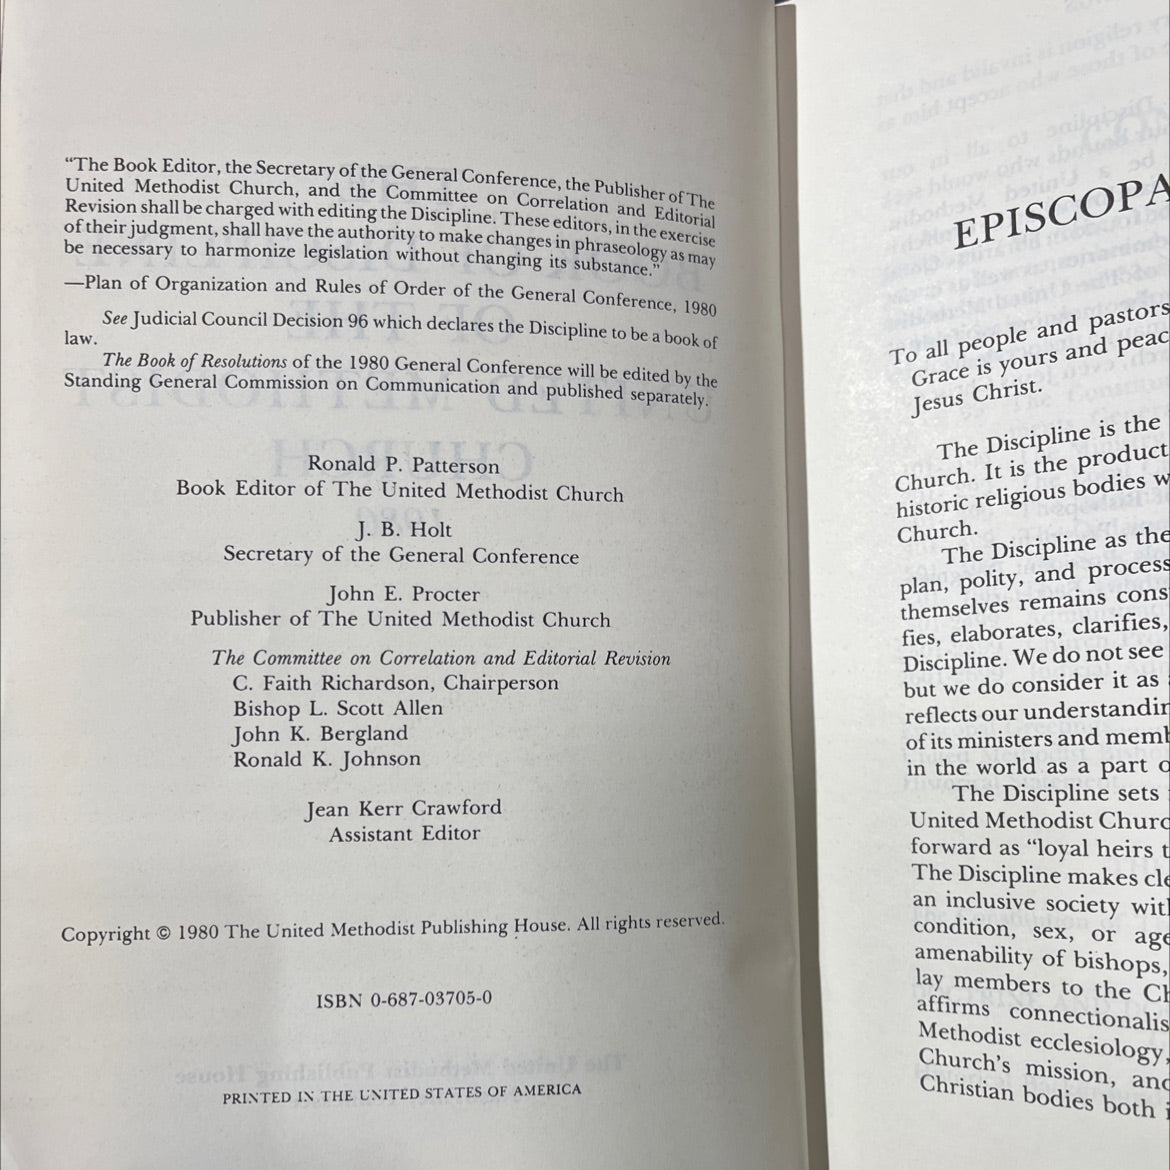 “The Book Editor, the Secretary of the General Conference, the Publisher of The
United Methodist Church, and the Committee on Correlation and Editorial
Revision shall be charged with editing the Discipline. These editors, in the exercise
of their judgment, shall have the authority to make changes in phraseology as may
be necessary to harmonize legislation without changing its substance.”
—Plan of Organization and Rules of Order of the General Conference, 1980
See Judicial Council Decision 96 which declares the Discipline to be a book of
law.
The Book of Resolutions of the 1980 General Conference will be edited by the
Standing General Commission on Communication and published separately.
Ronald P. Patterson
Book Editor of The United Methodist Church
J. B. Holt
Secretary of the General Conference
John E. Procter
Publisher of The United Methodist Church
The Committee on Correlation and Editorial Revision
C. Faith Richardson, Chairperson
Bishop L. Scott Allen
John K. Bergland
Ronald K. Johnson
Jean Kerr Crawford
Assistant Editor
Copyright © 1980 The United Methodist Publishing House. All rights reserved.
ISBN 0-687-03705-0
PRINTED IN THE UNITED STATES OF AMERICA
EPISCOPA
To all people and pastors
Grace is yours and peac
Jesus Christ.
The Discipline is the
Church. It is the product
historic religious bodies w
Church.
The Discipline as the
plan, polity, and process
themselves remains cons
fies, elaborates, clarifies,
Discipline. We do not see
but we do consider it as
reflects our understandin
of its ministers and memb
in the world as a part o
The Discipline sets
United Methodist Churc
forward as “loyal heirs t
The Discipline makes cle
an inclusive society wit
condition, sex, or age
amenability of bishops,
lay members to the Ch
affirms connectionalis
Methodist ecclesiology,
Church's mission, and
Christian bodies both i